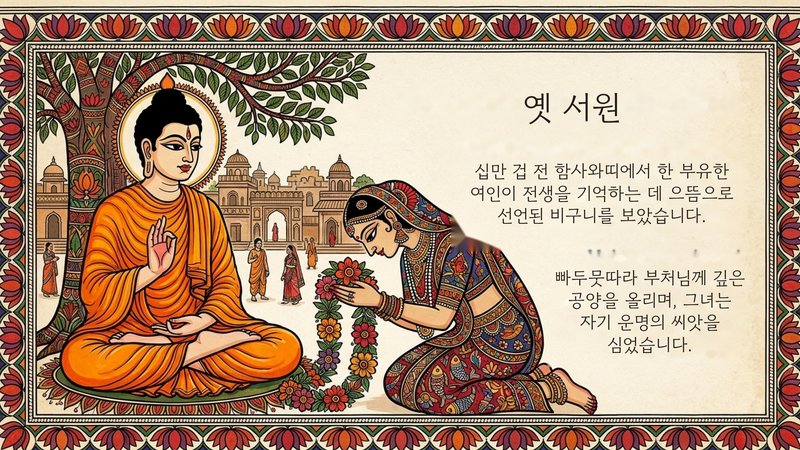 옛 서원
십만 겁 전 함사와띠에서 한 부유한
여인이 전생을 기억하는 데 으뜸으로
선언된 비구니를 보았습니다.
빠두뭇따라 부처님께 깊은
공양을 올리며, 그녀는
자기 운명의 씨앗을
심었습니다.